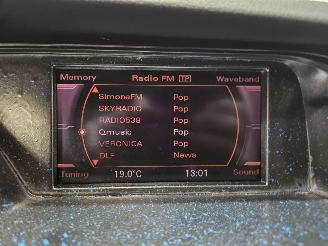 Memory Radio FM TP Waveband
SimoneFM Pop
SKYRADIO Pop
RADIO538 Pop
Qmusic Pop
VERONICA Pop
DLF News
Tuning 19.0°C 13:01 Sound